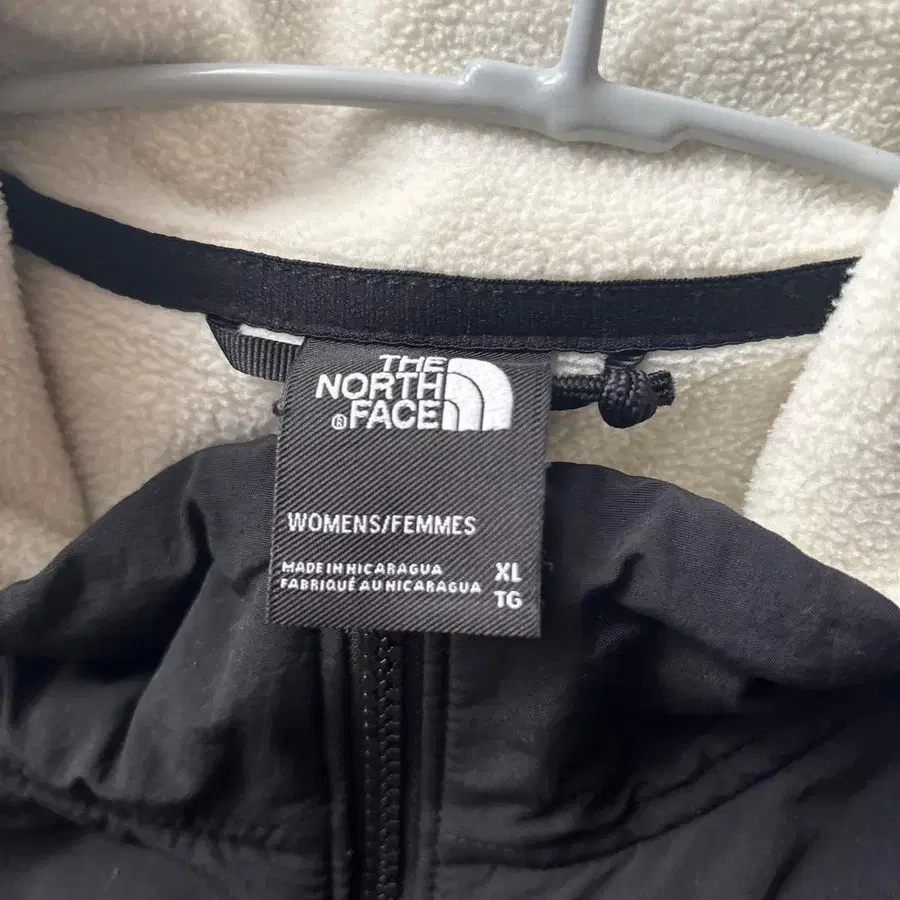 THE
NORTH
®FACE
WOMENS/FEMMES
MADE IN NICARAGUA
FABRIQUÉ AU NICARAGUA
XL
TG